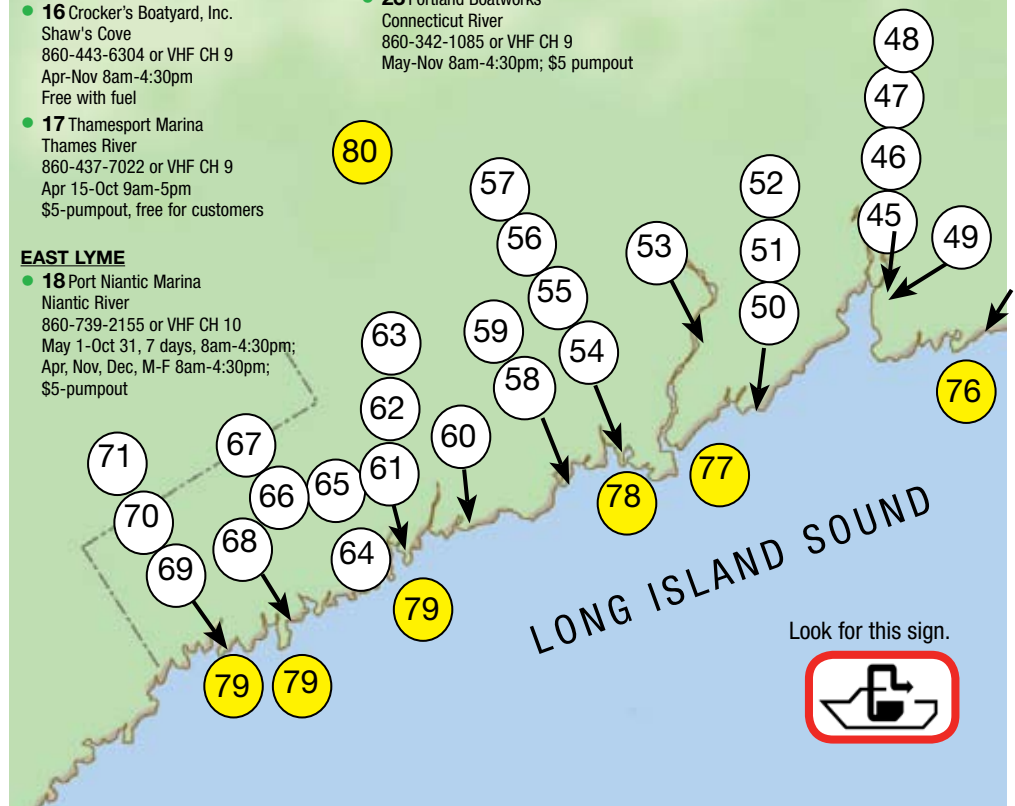 16 Crocker's Boatyard, Inc.
Shaw's Cove
860-443-6304 or VHF CH 9
Apr-Nov 8am-4:30pm
Free with fuel
17 Thamesport Marina
Thames River
860-437-7022 or VHF CH 9
Apr 15-Oct 9am-5pm
$5-pumpout, free for customers
EAST LYME
18 Port Niantic Marina
Niantic River
860-739-2155 or VHF CH 10
May 1-Oct 31, 7 days, 8am-4:30pm;
Apr, Nov, Dec, M-F 8am-4:30pm;
$5-pumpout
Portland Boatworks
Connecticut River
860-342-1085 or VHF CH 9
May-Nov 8am-4:30pm; $5 pumpout
80
48
47
46
45
49
57
56
55
54
53
52
51
50
59
58
63
62
61
60
76
77
78
71
70
69
67
66
65
68
64
79
79
79
LONG ISLAND SOUND
Look for this sign.